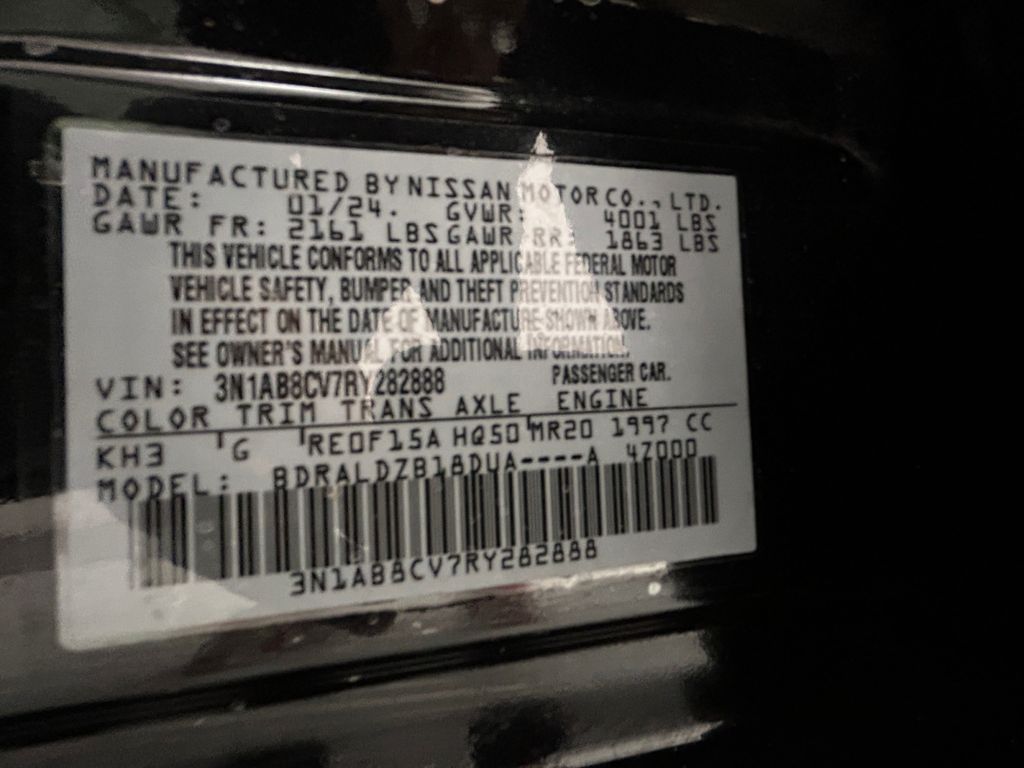 MANUFACTURED BY NISSAN MOTOR CO., LTD.
DATE: 01/24. GVWR: 4001 LBS
GAWR FR: 2161 LBS GAWR RR: 1863 LBS
THIS VEHICLE CONFORMS TO ALL APPLICABLE FEDERAL MOTOR
VEHICLE SAFETY, BUMPER AND THEFT PREVENTION STANDARDS
IN EFFECT ON THE DATE OF MANUFACTURE SHOWN ABOVE.
SEE OWNER'S MANUAL FOR ADDITIONAL INFORMATION.
VIN: 3N1AB8CV7RY282888 PASSENGER CAR.
COLOR TRIM TRANS AXLE ENGINE
KH3 G RE0F15A HQ50 MR20 1997 CC
MODEL: BDRALDZB18DUA----A 47000
3N1AB8CV7RY282888